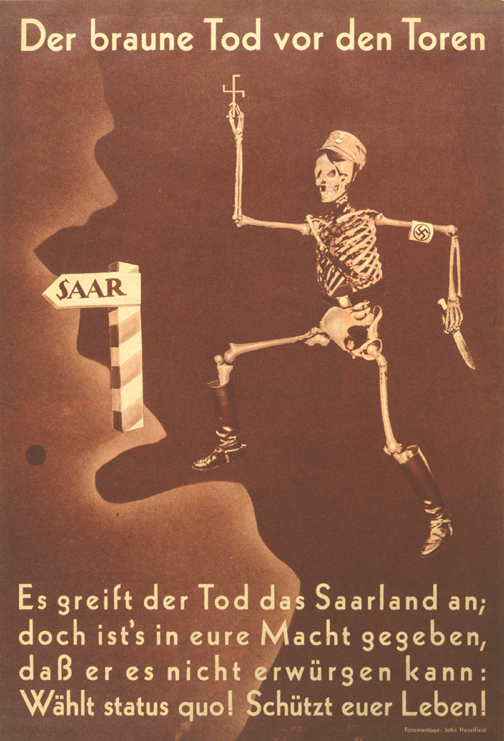 Der braune Tod vor den Toren
SAAR
Es greift der Tod das Saarland an;
doch ist's in eure Macht gegeben,
daß er es nicht erwürgen kann:
Wählt status quo! Schützt euer Leben!
Fotomontage: John Heartfield